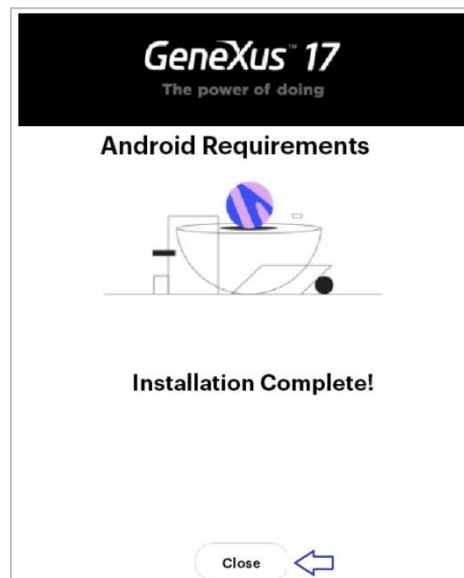 GeneXus™ 17
The power of doing
Android Requirements
Installation Complete!
Close